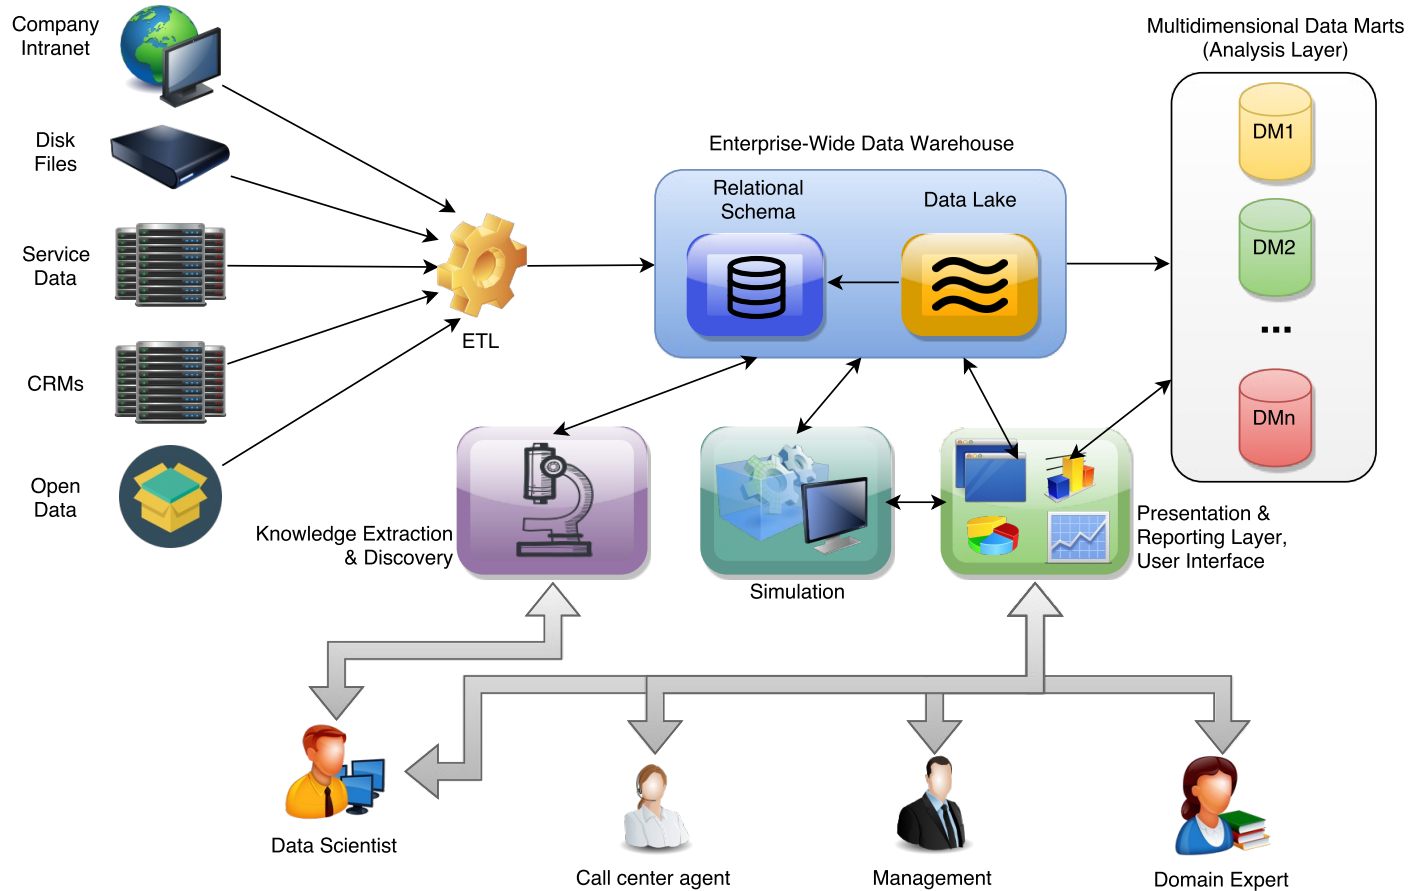 Company
Intranet
Disk
Files
Service
Data
CRMs
Open
Data
ETL
Enterprise-Wide Data Warehouse
Relational
Schema
Data Lake
Multidimensional Data Marts
(Analysis Layer)
DM1
DM2
...
DMn
Knowledge Extraction
& Discovery
Simulation
Presentation &
Reporting Layer,
User Interface
Data Scientist
Call center agent
Management
Domain Expert